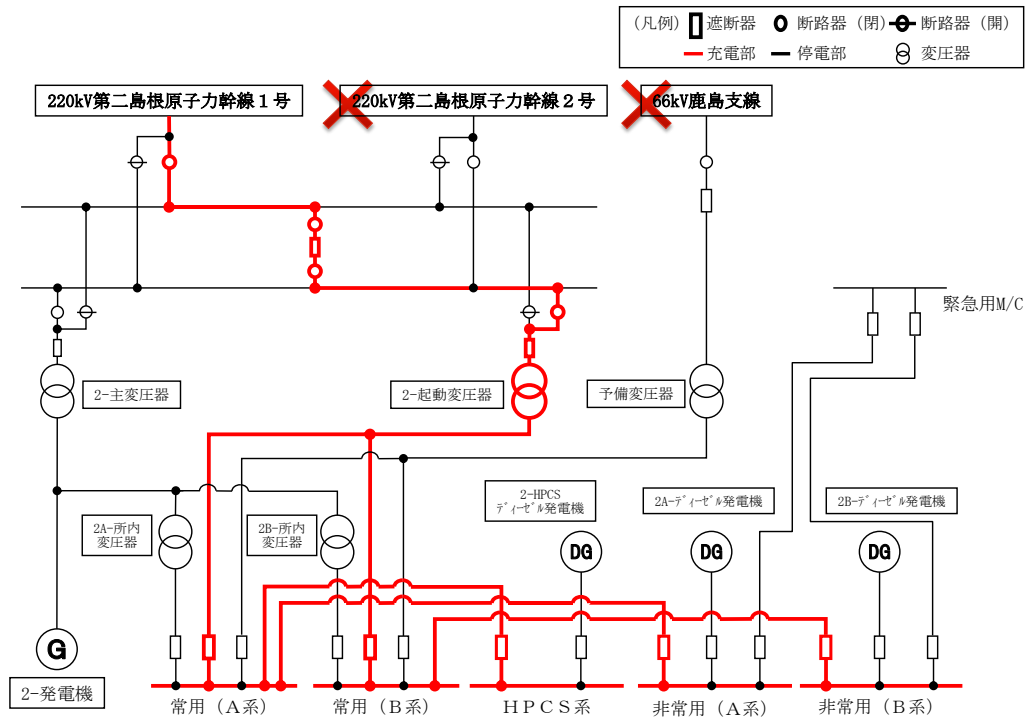 (凡例) 遮断器 断路器(閉) 断路器(開)
充電部 停電部 変圧器
220kV第二島根原子力幹線1号
220kV第二島根原子力幹線2号
66kV鹿島支線
緊急用M/C
2-主変圧器
2-起動変圧器
予備変圧器
2-HPCS
ディーゼル発電機
2A-ディーゼル発電機
2B-ディーゼル発電機
2A-所内
変圧器
2B-所内
変圧器
DG
DG
DG
G
2-発電機
常用(A系)
常用(B系)
HPCS系
非常用(A系)
非常用(B系)